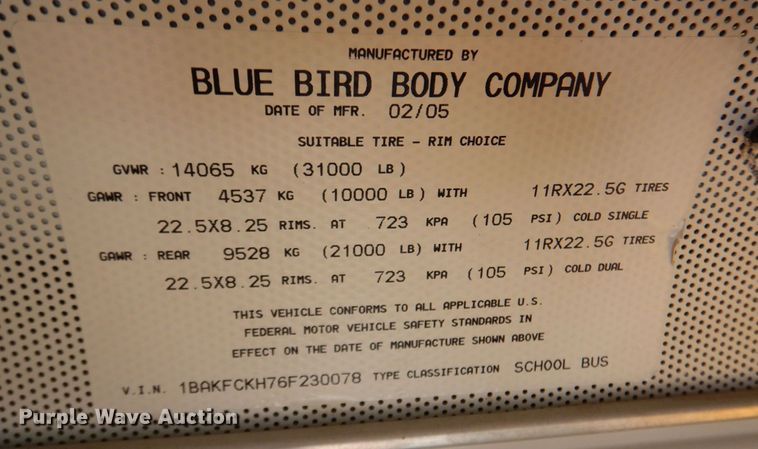 MANUFACTURED BY
BLUE BIRD BODY COMPANY
DATE OF MFR. 02/05
SUITABLE TIRE - RIM CHOICE
GVWR : 14065 KG (31000 LB)
GAWR : FRONT 4537 KG (10000 LB) WITH 11RX22.5G TIRES
22.5X8.25 RIMS. AT 723 KPA (105 PSI) COLD SINGLE
GAWR : REAR 9528 KG (21000 LB) WITH 11RX22.5G TIRES
22.5X8.25 RIMS. AT 723 KPA (105 PSI) COLD DUAL
THIS VEHICLE CONFORMS TO ALL APPLICABLE U.S.
FEDERAL MOTOR VEHICLE SAFETY STANDARDS IN
EFFECT ON THE DATE OF MANUFACTURE SHOWN ABOVE
V.I.N. 1BAKFCKH76F230078 TYPE CLASSIFICATION SCHOOL BUS
Purple Wave Auction